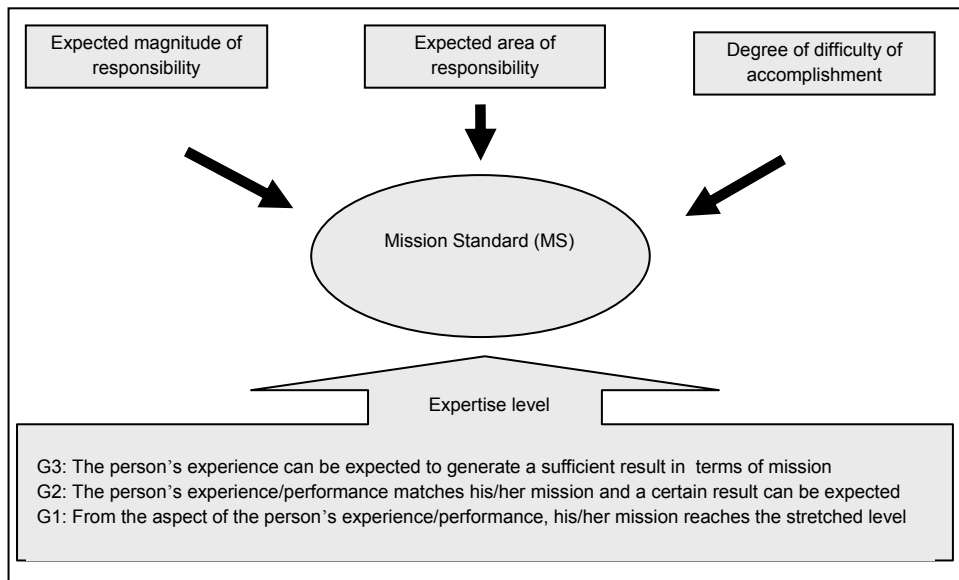 Expected magnitude of
responsibility
Expected area of
responsibility
Degree of difficulty of
accomplishment
Mission Standard (MS)
Expertise level
G3: The person’s experience can be expected to generate a sufficient result in terms of mission
G2: The person’s experience/performance matches his/her mission and a certain result can be expected
G1: From the aspect of the person’s experience/performance, his/her mission reaches the stretched level